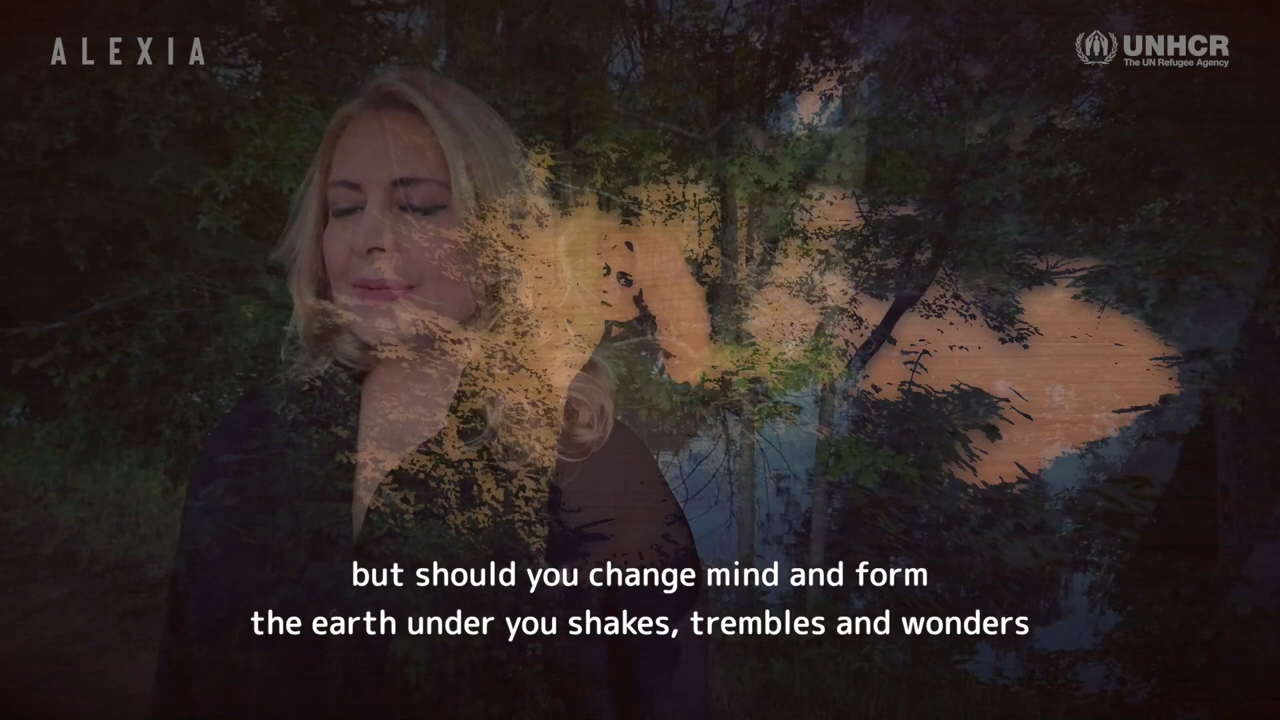 ALEXIA
UNHCR
The UN Refugee Agency
but should you change mind and form
the earth under you shakes, trembles and wonders